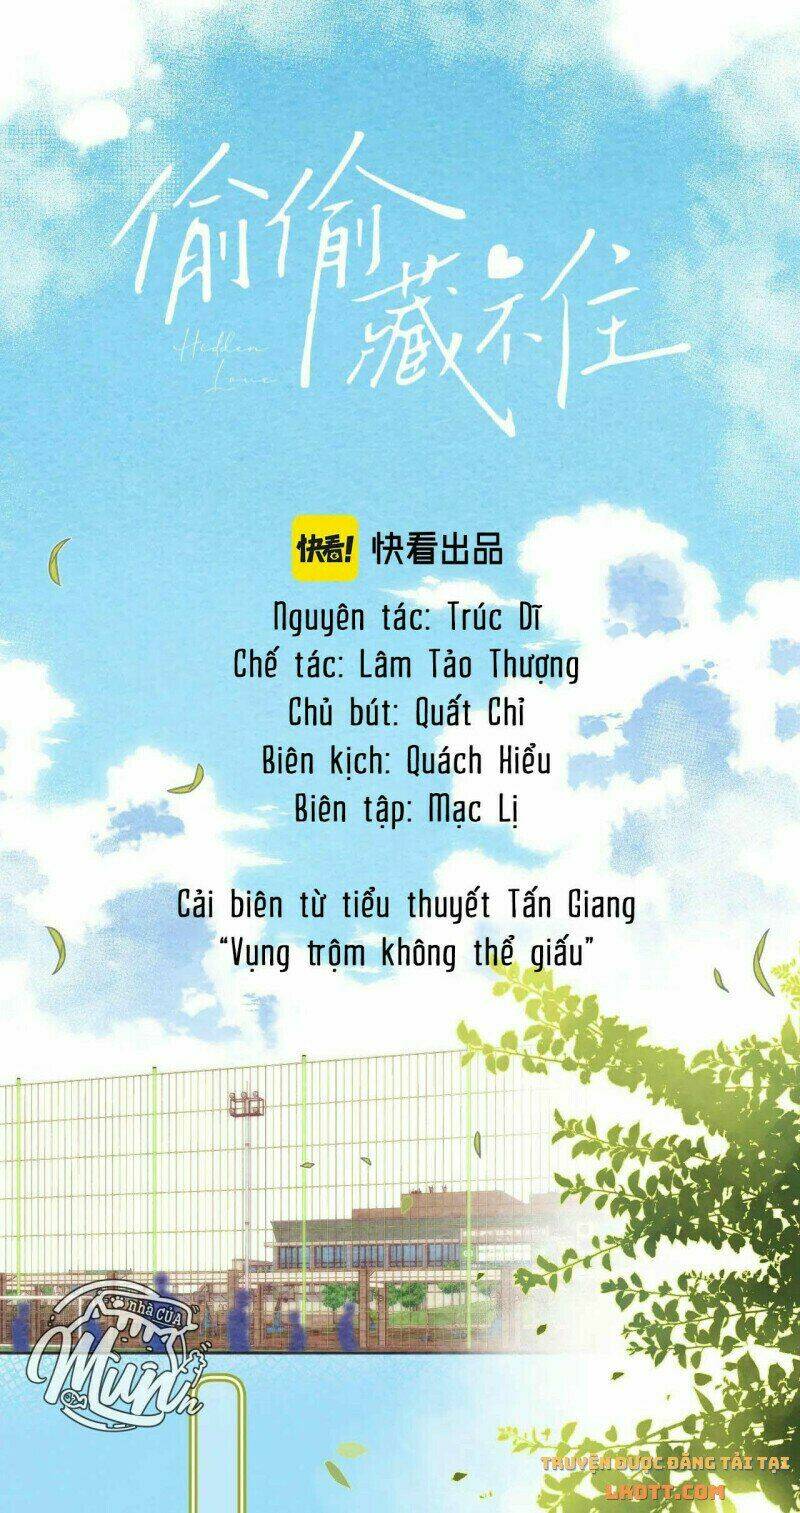 偷偷藏不住
Hidden
Love
快看! 快看出品
Nguyên tác: Trúc Dĩ
Chế tác: Lâm Tảo Thượng
Chủ bút: Quất Chỉ
Biên kịch: Quách Hiểu
Biên tập: Mạc Lị
Cải biên từ tiểu thuyết Tấn Giang
“Vụng trộm không thể giấu”
nhà của
TRUYỆN ĐƯỢC ĐĂNG TẢI TẠI
LKOTT.COM